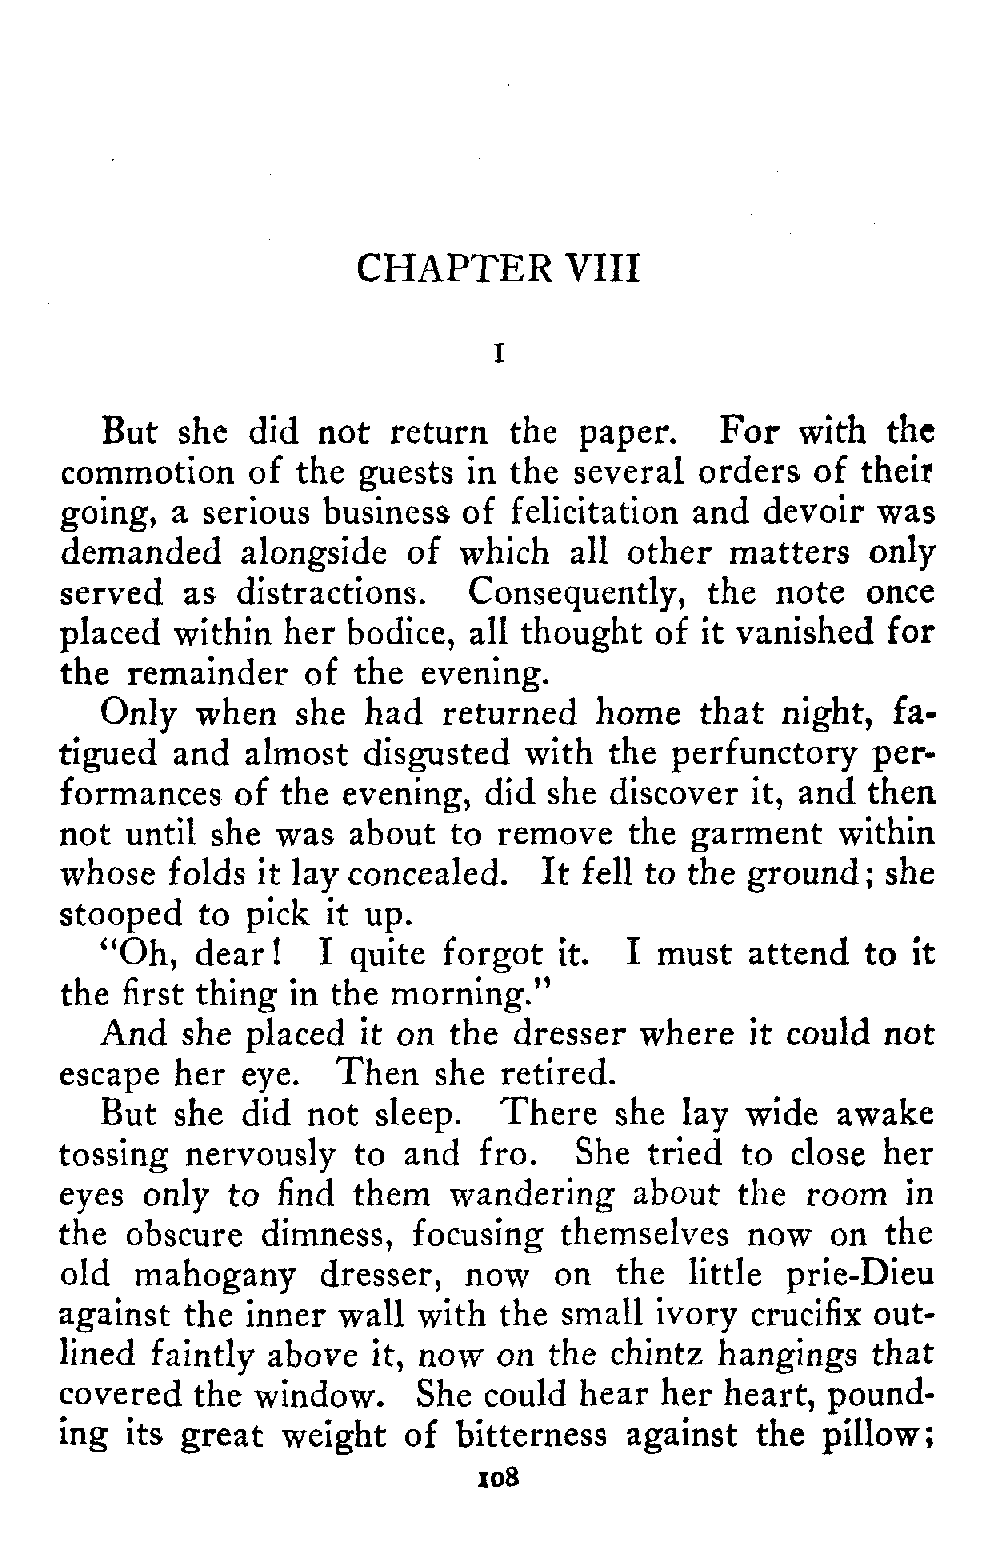 CHAPTER VIII
I
But she did not return the paper. For with the
commotion of the guests in the several orders of their
going, a serious business of felicitation and devoir was
demanded alongside of which all other matters only
served as distractions. Consequently, the note once
placed within her bodice, all thought of it vanished for
the remainder of the evening.
Only when she had returned home that night, fa-
tigued and almost disgusted with the perfunctory per-
formances of the evening, did she discover it, and then
not until she was about to remove the garment within
whose folds it lay concealed. It fell to the ground; she
stooped to pick it up.
"Oh, dear! I quite forgot it. I must attend to it
the first thing in the morning."
And she placed it on the dresser where it could not
escape her eye. Then she retired.
But she did not sleep. There she lay wide awake
tossing nervously to and fro. She tried to close her
eyes only to find them wandering about the room in
the obscure dimness, focusing themselves now on the
old mahogany dresser, now on the little prie-Dieu
against the inner wall with the small ivory crucifix out-
lined faintly above it, now on the chintz hangings that
covered the window. She could hear her heart, pound-
ing its great weight of bitterness against the pillow;
108